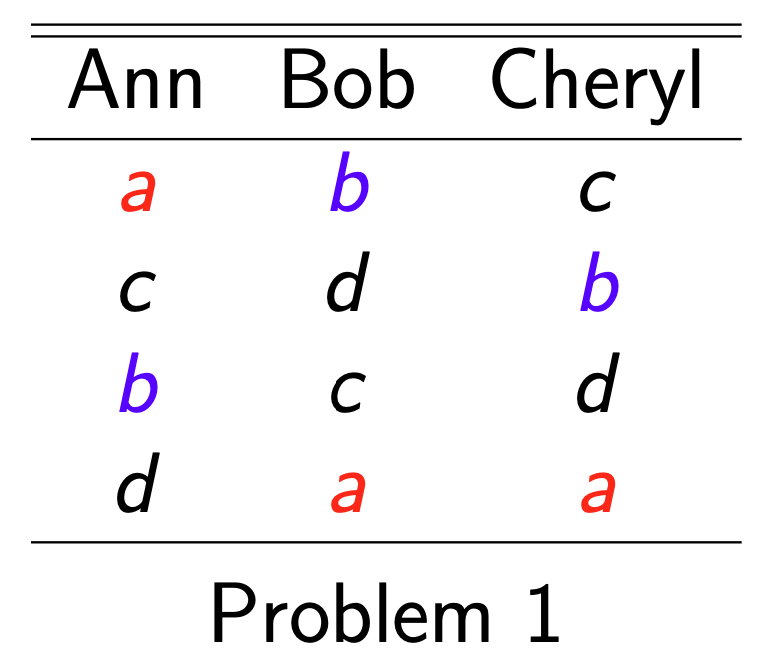 Ann Bob Cheryl
a b c
c d b
b c d
d a a
Problem 1